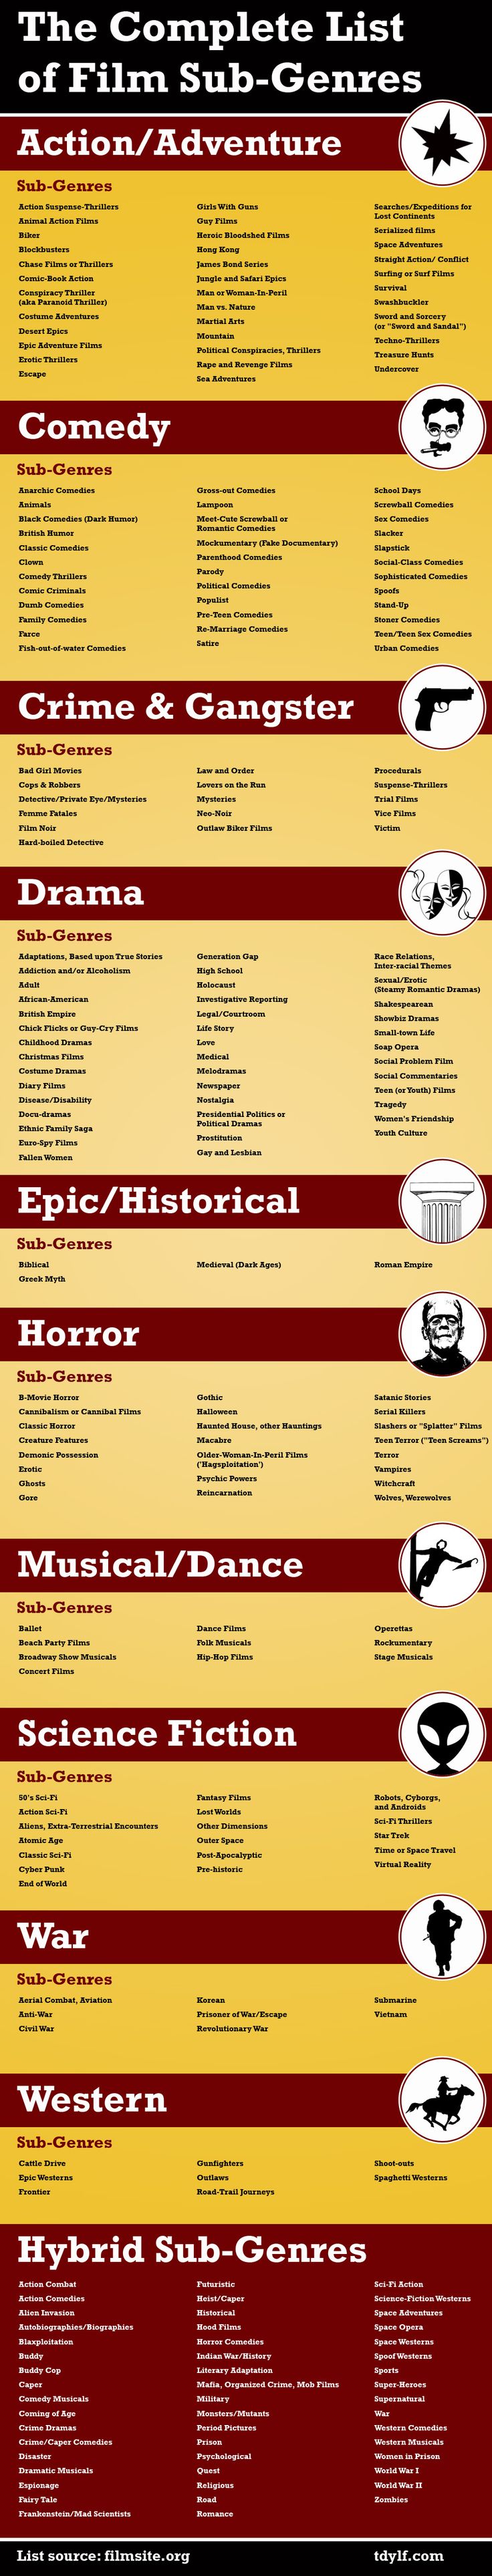 The Complete List
of Film Sub-Genres
Action/Adventure
Sub-Genres
Action Suspense-Thrillers
Animal Action Films
Biker
Blockbusters
Chase Films or Thrillers
Comic-Book Action
Conspiracy Thriller
(aka Paranoid Thriller)
Costume Adventures
Desert Epics
Epic Adventure Films
Erotic Thrillers
Escape
Girls With Guns
Guy Films
Heroic Bloodshed Films
Hong Kong
James Bond Series
Jungle and Safari Epics
Man or Woman-In-Peril
Man vs. Nature
Martial Arts
Mountain
Political Conspiracies, Thrillers
Rape and Revenge Films
Sea Adventures
Searches/Expeditions for
Lost Continents
Serialized films
Space Adventures
Straight Action/ Conflict
Surfing or Surf Films
Survival
Swashbuckler
Sword and Sorcery
(or "Sword and Sandal")
Techno-Thrillers
Treasure Hunts
Undercover
Comedy
Sub-Genres
Anarchic Comedies
Animals
Black Comedies (Dark Humor)
British Humor
Classic Comedies
Clown
Comedy Thrillers
Comic Criminals
Dumb Comedies
Family Comedies
Farce
Fish-out-of-water Comedies
Gross-out Comedies
Lampoon
Meet-Cute Screwball or
Romantic Comedies
Mockumentary (Fake Documentary)
Parenthood Comedies
Parody
Political Comedies
Populist
Pre-Teen Comedies
Re-Marriage Comedies
Satire
School Days
Screwball Comedies
Sex Comedies
Slacker
Slapstick
Social-Class Comedies
Sophisticated Comedies
Spoofs
Stand-Up
Stoner Comedies
Teen/Teen Sex Comedies
Urban Comedies
Crime & Gangster
Sub-Genres
Bad Girl Movies
Cops & Robbers
Detective/Private Eye/Mysteries
Femme Fatales
Film Noir
Hard-boiled Detective
Law and Order
Lovers on the Run
Mysteries
Neo-Noir
Outlaw Biker Films
Procedurals
Suspense-Thrillers
Trial Films
Vice Films
Victim
Drama
Sub-Genres
Adaptations, Based upon True Stories
Addiction and/or Alcoholism
Adult
African-American
British Empire
Chick Flicks or Guy-Cry Films
Childhood Dramas
Christmas Films
Costume Dramas
Diary Films
Disease/Disability
Docu-dramas
Ethnic Family Saga
Euro-Spy Films
Fallen Women
Generation Gap
High School
Holocaust
Investigative Reporting
Legal/Courtroom
Life Story
Love
Medical
Melodramas
Newspaper
Nostalgia
Presidential Politics or
Political Dramas
Prostitution
Gay and Lesbian
Race Relations,
Inter-racial Themes
Sexual/Erotic
(Steamy Romantic Dramas)
Shakespearean
Showbiz Dramas
Small-town Life
Soap Opera
Social Problem Film
Social Commentaries
Teen (or Youth) Films
Tragedy
Women's Friendship
Youth Culture
Epic/Historical
Sub-Genres
Biblical
Greek Myth
Medieval (Dark Ages)
Roman Empire
Horror
Sub-Genres
B-Movie Horror
Cannibalism or Cannibal Films
Classic Horror
Creature Features
Demonic Possession
Erotic
Ghosts
Gore
Gothic
Halloween
Haunted House, other Hauntings
Macabre
Older-Woman-In-Peril Films
('Hagsploitation')
Psychic Powers
Reincarnation
Satanic Stories
Serial Killers
Slashers or "Splatter" Films
Teen Terror ("Teen Screams")
Terror
Vampires
Witchcraft
Wolves, Werewolves
Musical/Dance
Sub-Genres
Ballet
Beach Party Films
Broadway Show Musicals
Concert Films
Dance Films
Folk Musicals
Hip-Hop Films
Operettas
Rockumentary
Stage Musicals
Science Fiction
Sub-Genres
50's Sci-Fi
Action Sci-Fi
Aliens, Extra-Terrestrial Encounters
Atomic Age
Classic Sci-Fi
Cyber Punk
End of World
Fantasy Films
Lost Worlds
Other Dimensions
Outer Space
Post-Apocalyptic
Pre-historic
Robots, Cyborgs,
and Androids
Sci-Fi Thrillers
Star Trek
Time or Space Travel
Virtual Reality
War
Sub-Genres
Aerial Combat, Aviation
Anti-War
Civil War
Korean
Prisoner of War/Escape
Revolutionary War
Submarine
Vietnam
Western
Sub-Genres
Cattle Drive
Epic Westerns
Frontier
Gunfighters
Outlaws
Road-Trail Journeys
Shoot-outs
Spaghetti Westerns
Hybrid Sub-Genres
Action Combat
Action Comedies
Alien Invasion
Autobiographies/Biographies
Blaxploitation
Buddy
Buddy Cop
Caper
Comedy Musicals
Coming of Age
Crime Dramas
Crime/Caper Comedies
Disaster
Dramatic Musicals
Espionage
Fairy Tale
Frankenstein/Mad Scientists
Futuristic
Heist/Caper
Historical
Hood Films
Horror Comedies
Indian War/History
Literary Adaptation
Mafia, Organized Crime, Mob Films
Military
Monsters/Mutants
Period Pictures
Prison
Psychological
Quest
Religious
Road
Romance
Sci-Fi Action
Science-Fiction Westerns
Space Adventures
Space Opera
Space Westerns
Spoof Westerns
Sports
Super-Heroes
Supernatural
War
Western Comedies
Western Musicals
Women in Prison
World War I
World War II
Zombies
List source: filmsite.org
tdylf.com